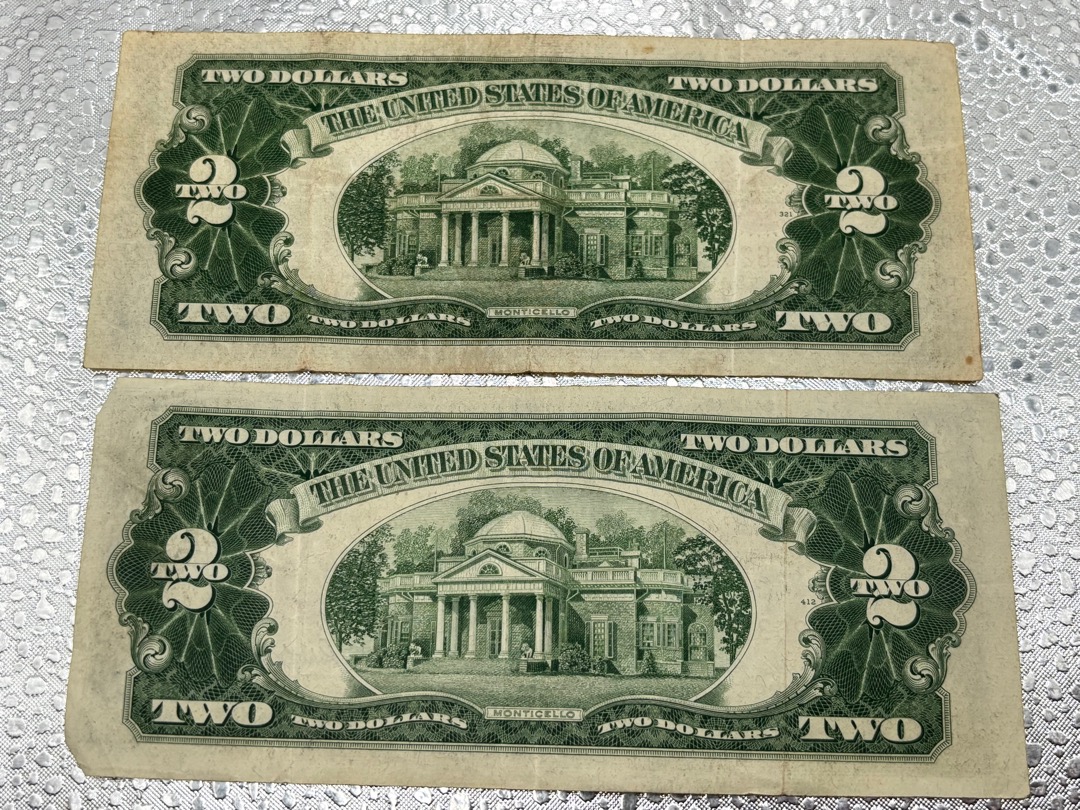 TWO DOLLARS TWO DOLLARS
THE UNITED STATES OF AMERICA
2 TWO 2 TWO
321
TWO TWO DOLLARS MONTICELLO TWO DOLLARS TWO
TWO DOLLARS TWO DOLLARS
THE UNITED STATES OF AMERICA
2 TWO 2 TWO
412
TWO TWO DOLLARS MONTICELLO TWO DOLLARS TWO